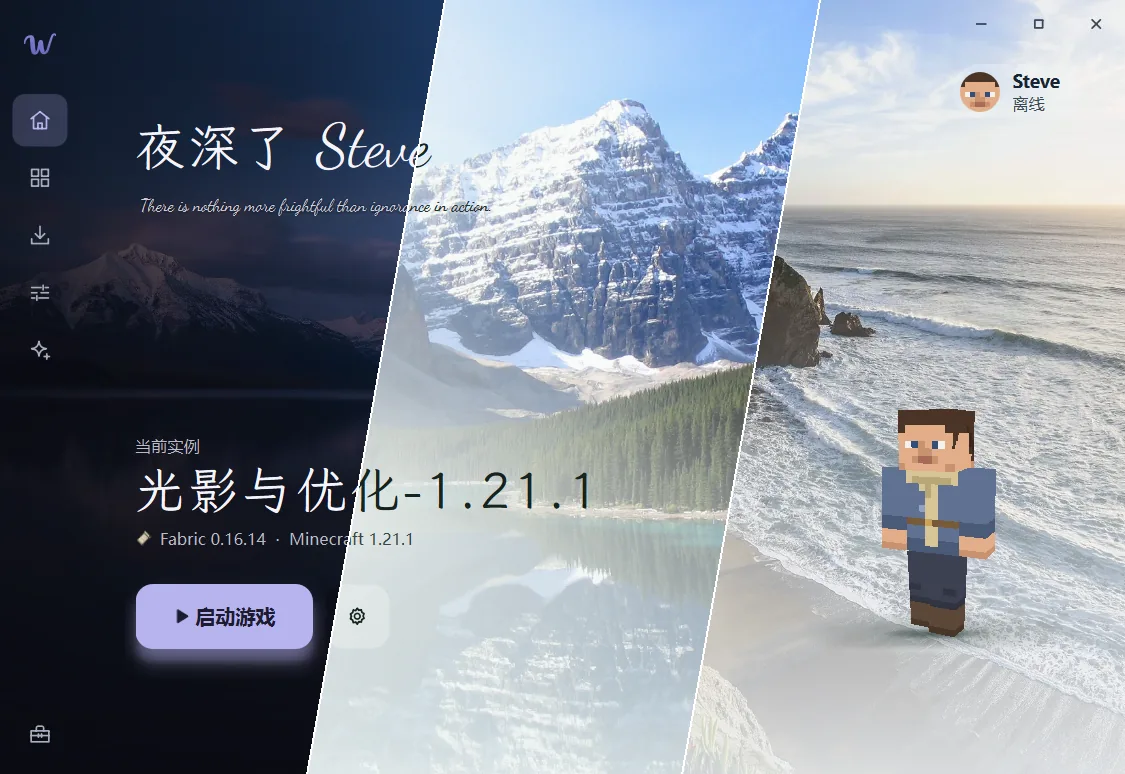 W
Steve
离线
夜深了 Steve
There is nothing more frightful than ignorance in action.
当前实例
光影与优化-1.21.1
Fabric 0.16.14 · Minecraft 1.21.1
启动游戏